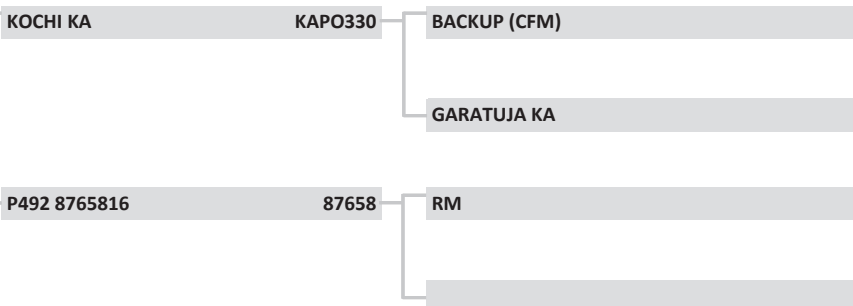 KOCHI KA KAPO330 BACKUP (CFM)
GARATUJA KA
P492 8765816 87658 RM